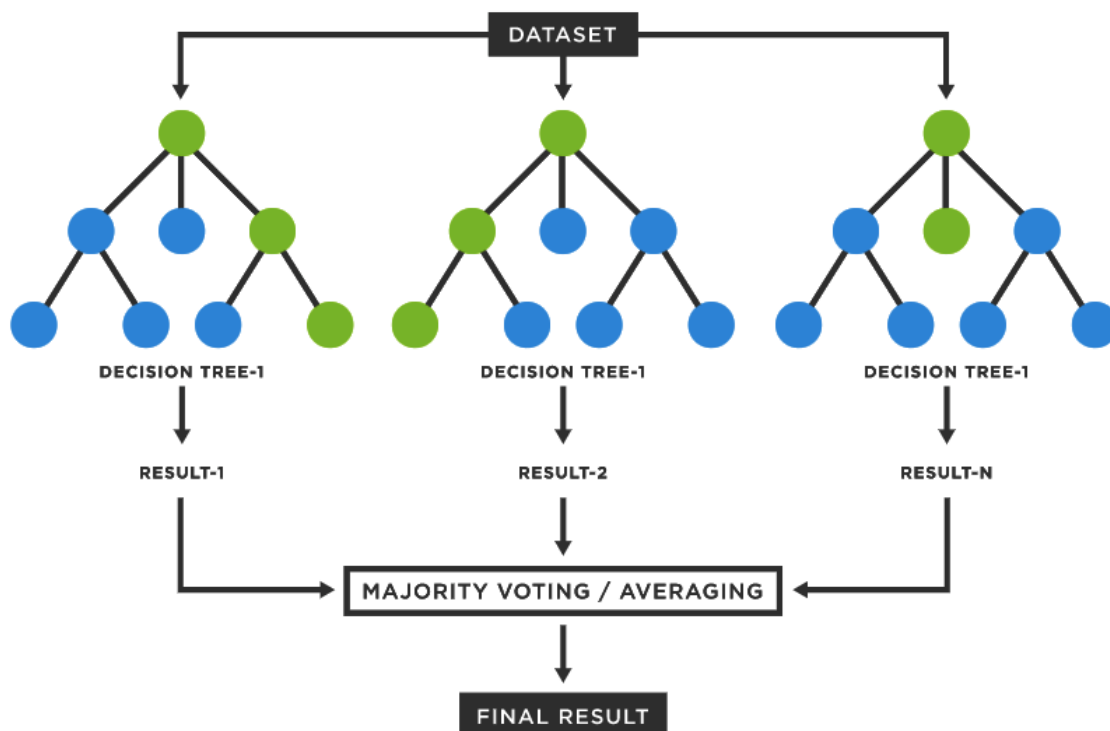 DATASET
DECISION TREE-1
DECISION TREE-1
DECISION TREE-1
RESULT-1
RESULT-2
RESULT-N
MAJORITY VOTING / AVERAGING
FINAL RESULT